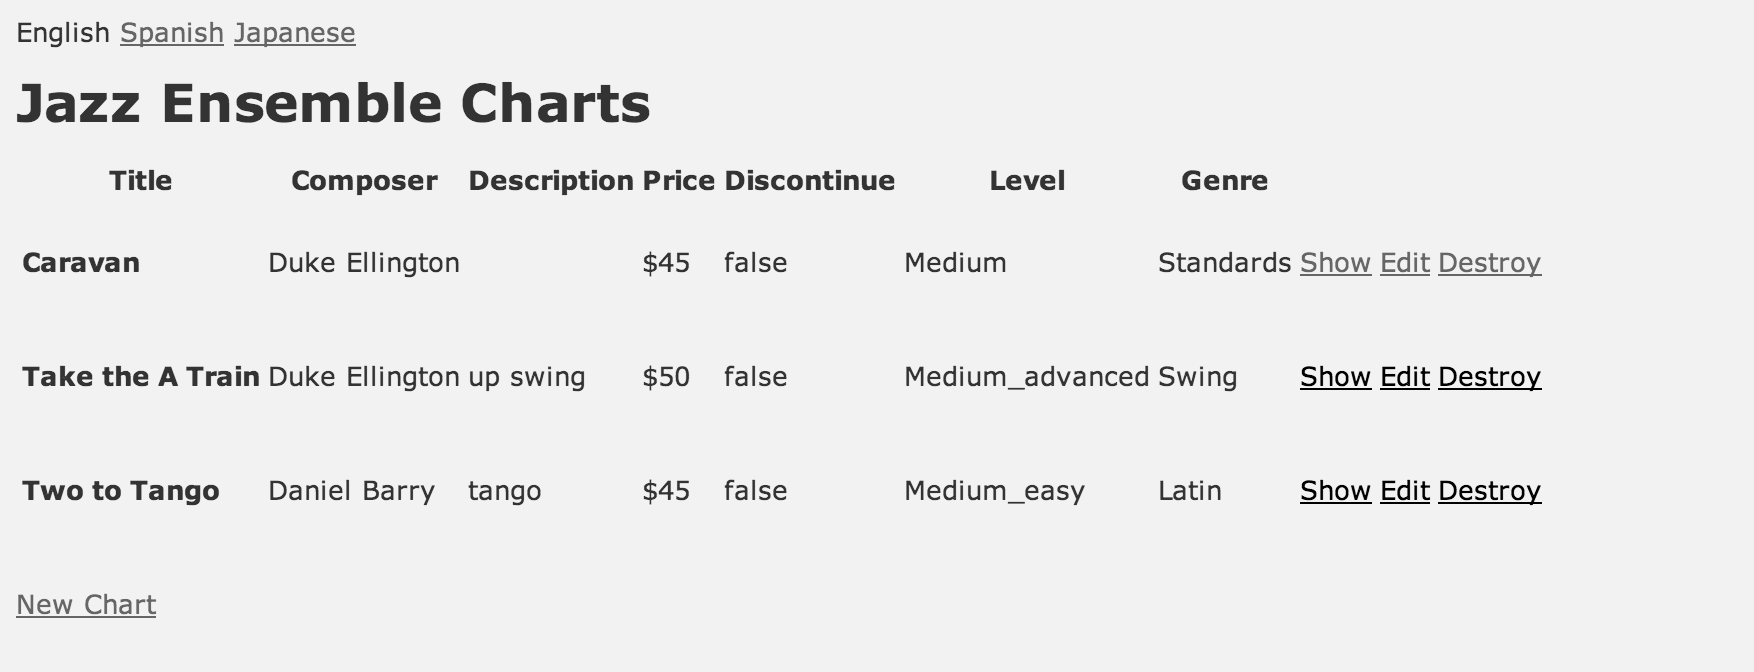 English Spanish Japanese
Jazz Ensemble Charts
Title Composer Description Price Discontinue Level Genre
Caravan Duke Ellington $45 false Medium Standards Show Edit Destroy
Take the A Train Duke Ellington up swing $50 false Medium_advanced Swing Show Edit Destroy
Two to Tango Daniel Barry tango $45 false Medium_easy Latin Show Edit Destroy
New Chart